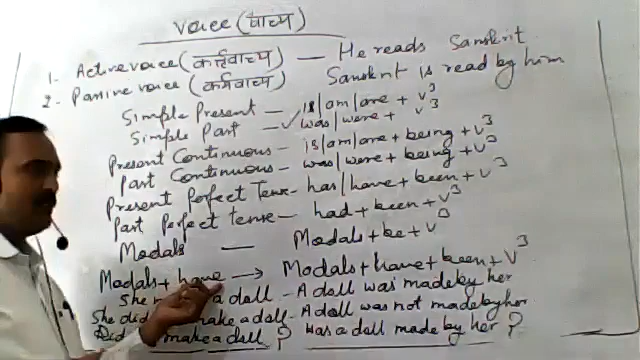 Voice (वाच्य)
1. Active voice (कर्तृवाच्य) — He reads Sanskrit
2. Passive voice (कर्मवाच्य) Sanskrit is read by him
Simple Present — is/am/are + V3
Simple Past — ✓ was/were + V3
Present Continuous — is/am/are + being + V3
Past Continuous — was/were + being + V3
Present Perfect Tense — has/have + been + V3
Past Perfect tense — had + been + V3
Modals — Modals + be + V3
Modals + have → Modals + have + been + V3
She a doll — A doll was made by her
She did make a doll — A doll was not made by her
Did make a doll? Was a doll made by her?